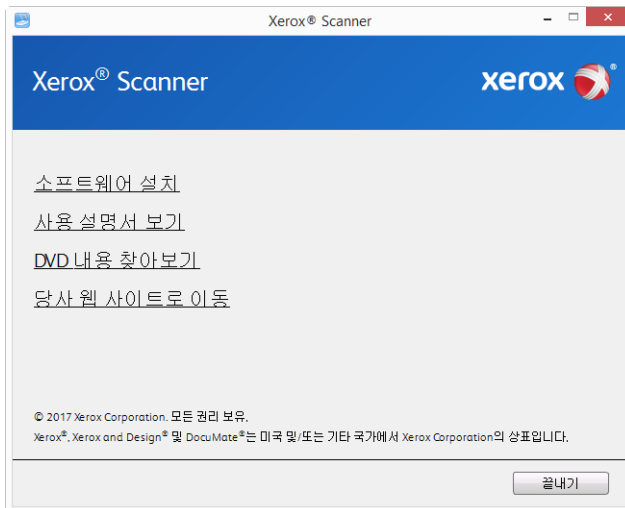 Xerox® Scanner
Xerox® Scanner
xerox®
소프트웨어 설치
사용 설명서 보기
DVD 내용 찾아보기
당사 웹 사이트로 이동
© 2017 Xerox Corporation. 모든 권리 보유.
Xerox®, Xerox and Design® 및 DocuMate®는 미국 및/또는 기타 국가에서 Xerox Corporation의 상표입니다.
끝내기